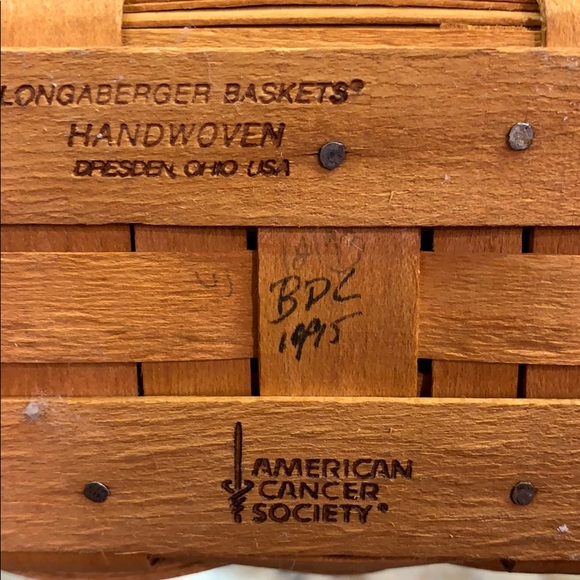 LONGABERGER BASKETS®
HANDWOVEN
DRESDEN, OHIO USA
BDL
1995
AMERICAN
CANCER
SOCIETY®